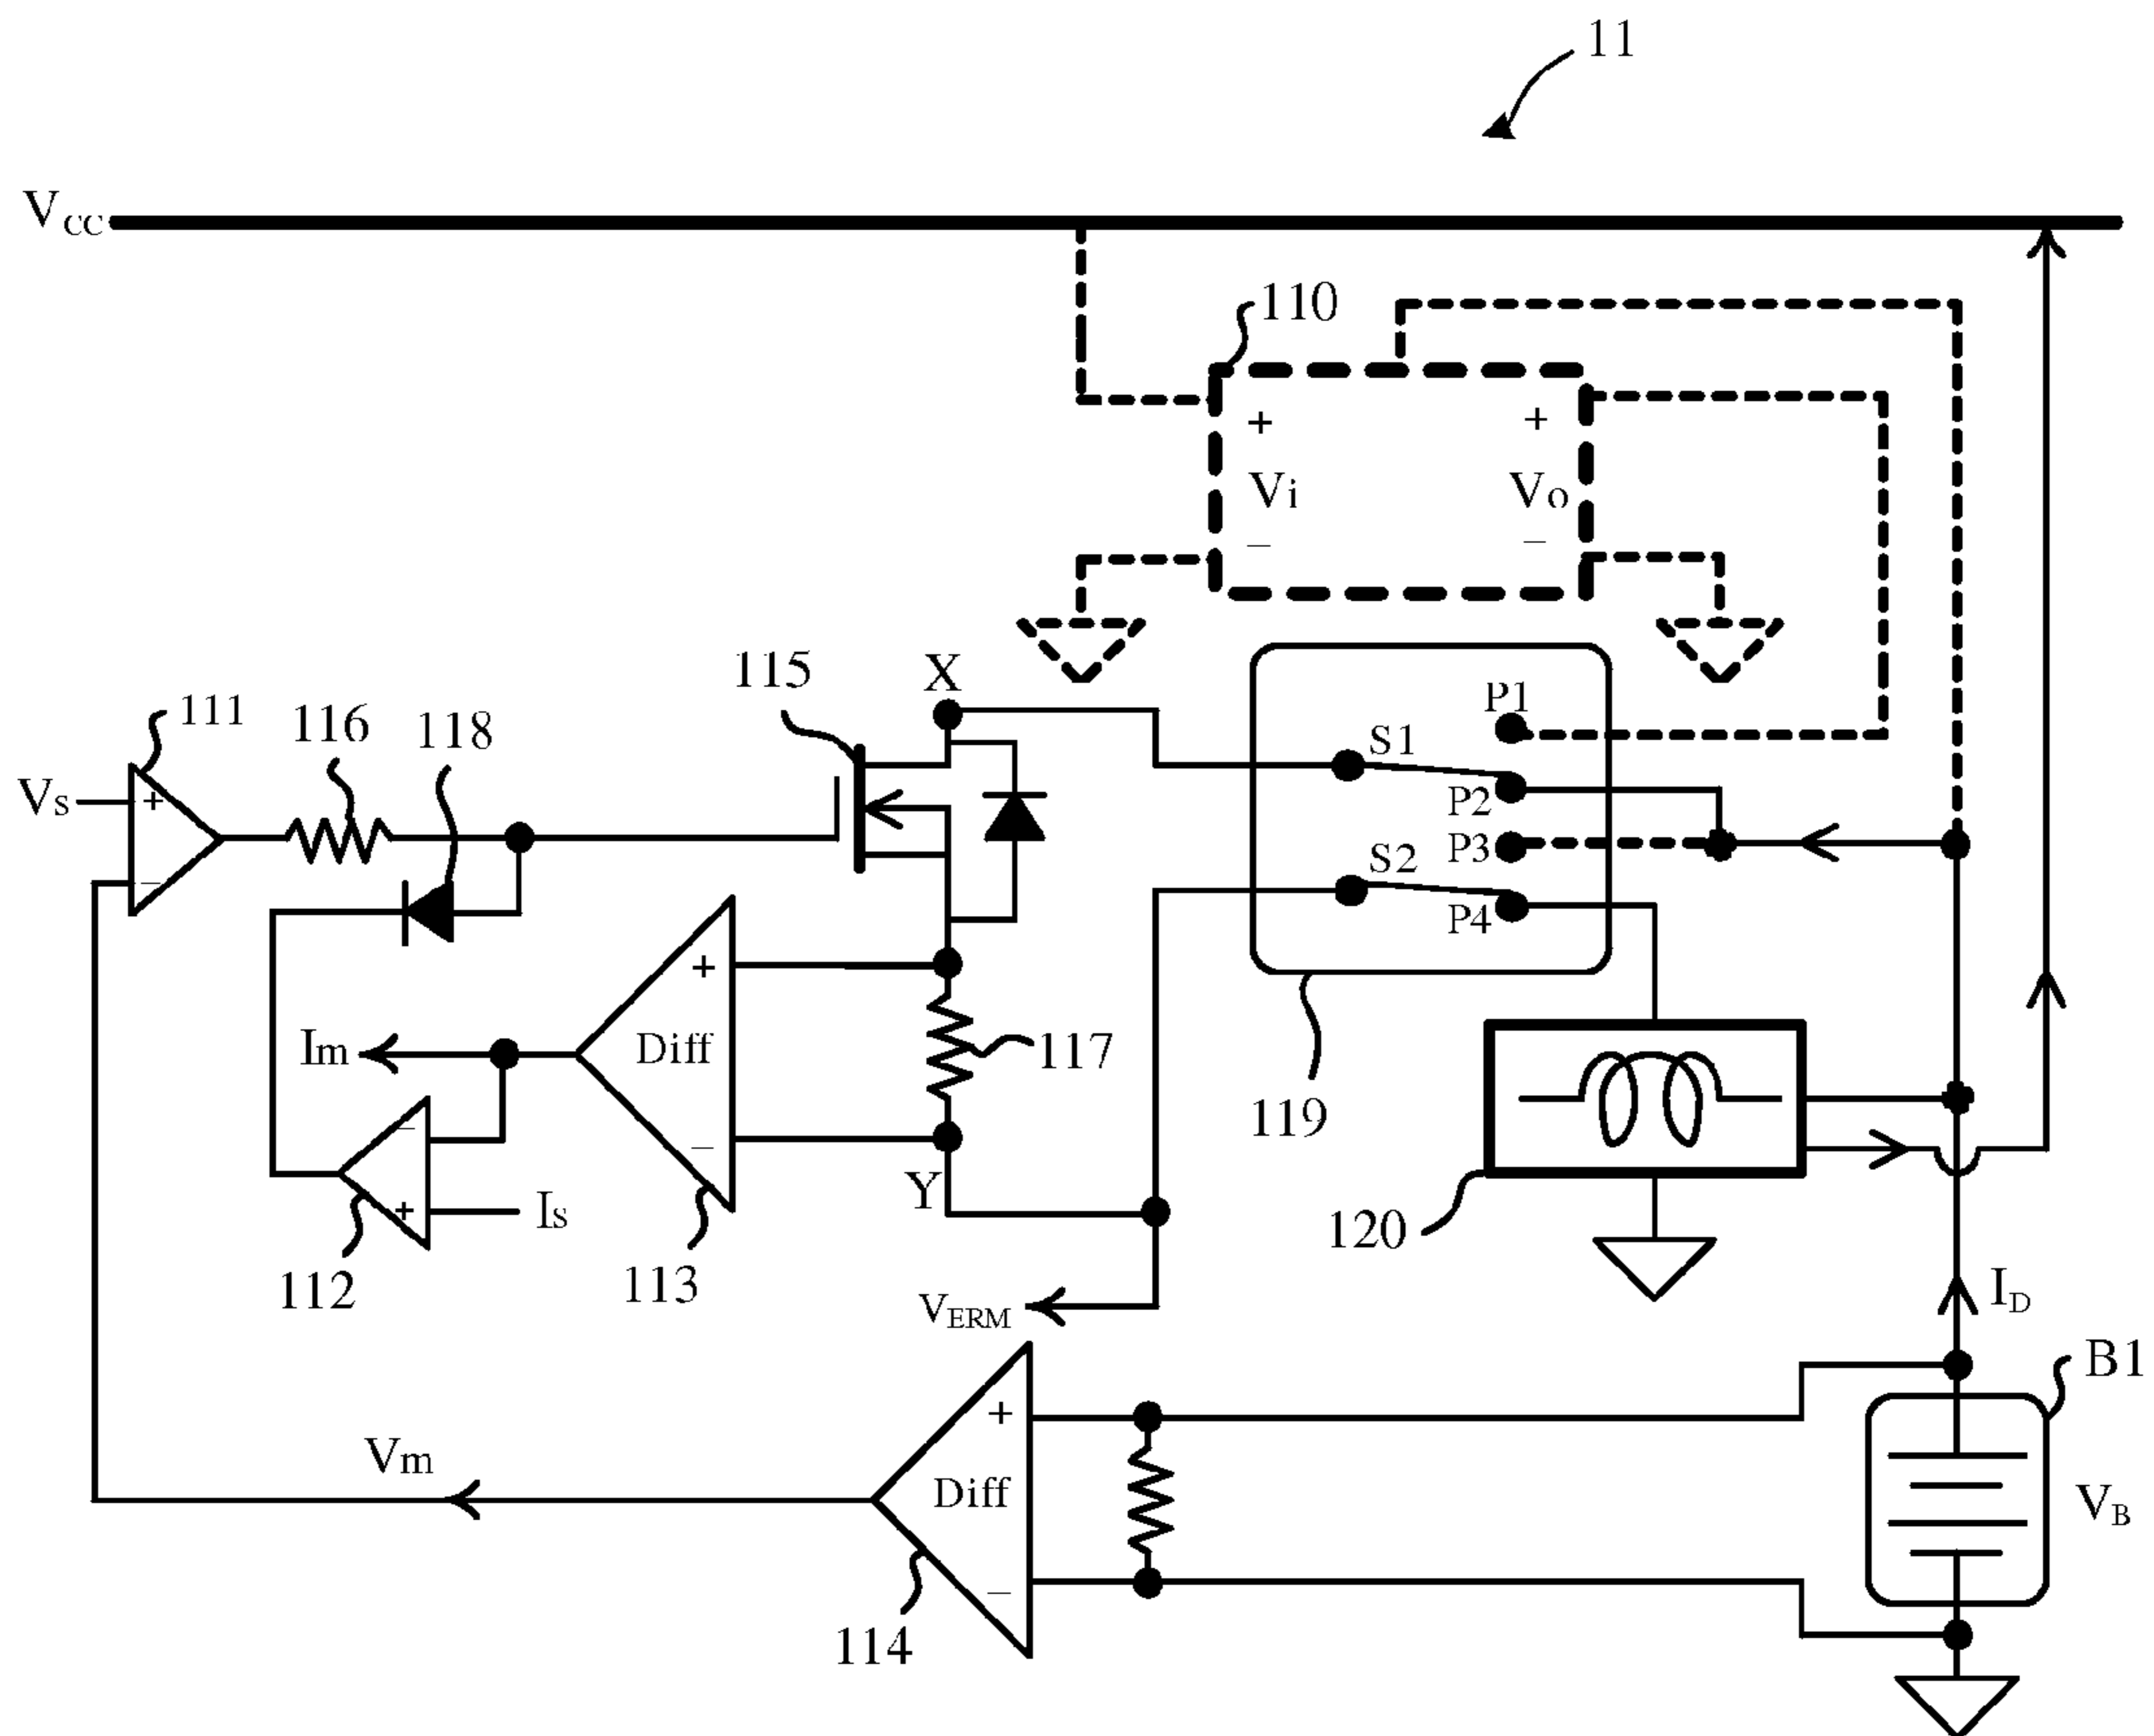 11
VCC
110
+
+
Vi
Vo
−
−
X
115
P1
111
116
118
S1
Vs
+
P2
P3
S2
−
P4
+
Im
Diff
117
−
119
−
Y
+
Is
120
112
113
ID
VERM
B1
+
Vm
Diff
VB
−
114